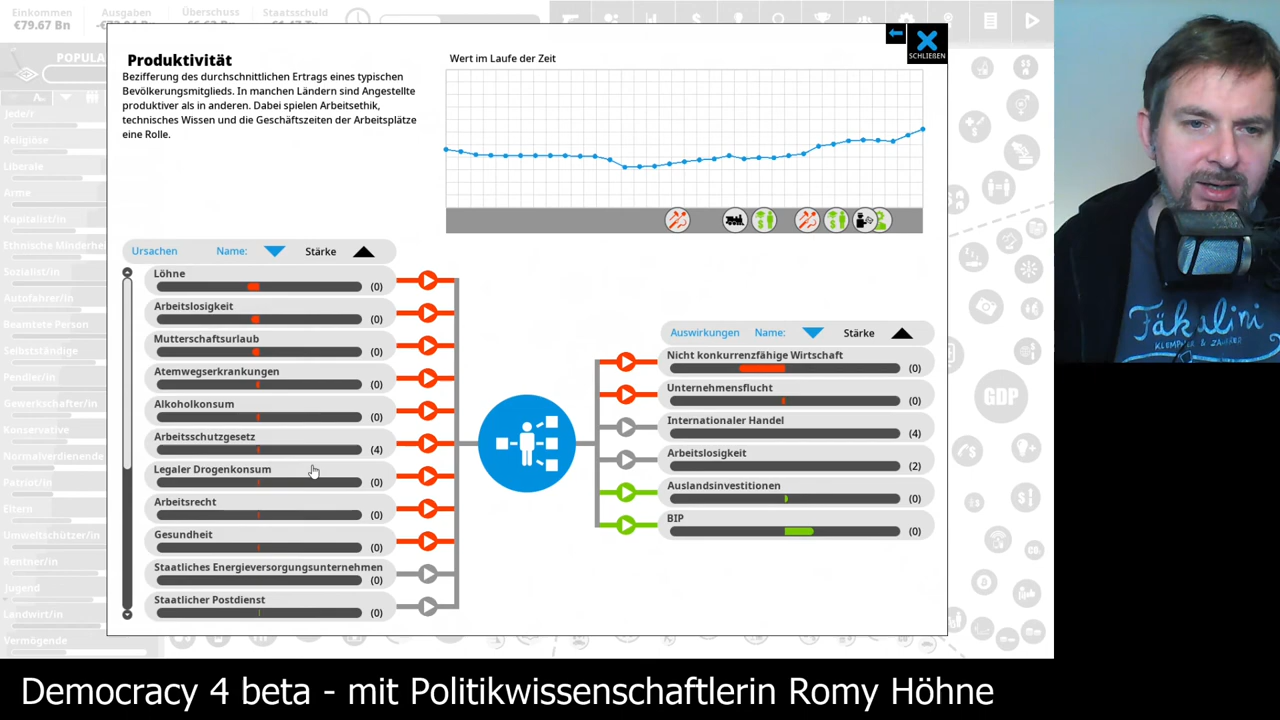 Einkommen
Ausgaben
Überschuss
Staatsschuld
€79.67 Bn
POPULA
Jede/r
Religiöse
Liberale
Arme
Kapitalist/in
Ethnische Minderhei
Sozialist/in
Autofahrer/in
Beamtete Person
Selbstständige
Pendler/in
Gewerkschafter/in
Konservative
Normalverdienende
Patriot/in
Eltern
Umweltschützer/in
Rentner/in
Jugend
Landwirt/in
Vermögende
SCHLIEßEN
Produktivität
Bezifferung des durchschnittlichen Ertrags eines typischen
Bevölkerungsmitglieds. In manchen Ländern sind Angestellte
produktiver als in anderen. Dabei spielen Arbeitsethik,
technisches Wissen und die Geschäftszeiten der Arbeitsplätze
eine Rolle.
Wert im Laufe der Zeit
Ursachen Name: Stärke
Löhne
(0)
Arbeitslosigkeit
(0)
Mutterschaftsurlaub
(0)
Atemwegserkrankungen
(0)
Alkoholkonsum
(0)
Arbeitsschutzgesetz
(4)
Legaler Drogenkonsum
(0)
Arbeitsrecht
(0)
Gesundheit
(0)
Staatliches Energieversorgungsunternehmen
(0)
Staatlicher Postdienst
(0)
Auswirkungen Name: Stärke
Nicht konkurrenzfähige Wirtschaft
(0)
Unternehmensflucht
(0)
Internationaler Handel
(4)
Arbeitslosigkeit
(2)
Auslandsinvestitionen
(0)
BIP
(0)
GDP
Fäkalini
KLEMPNER & ZAUBERER
Democracy 4 beta - mit Politikwissenschaftlerin Romy Höhne